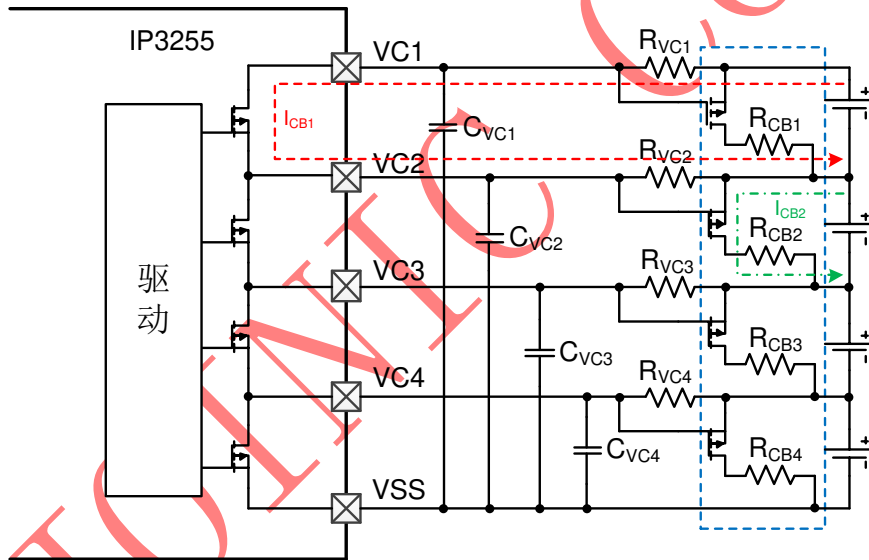 IP3255
VC1
RVC1
ICB1
CVC1
RCB1
VC2
RVC2
ICB2
CVC2
RCB2
驱
动
VC3
RVC3
CVC3
RCB3
VC4
RVC4
CVC4
RCB4
VSS